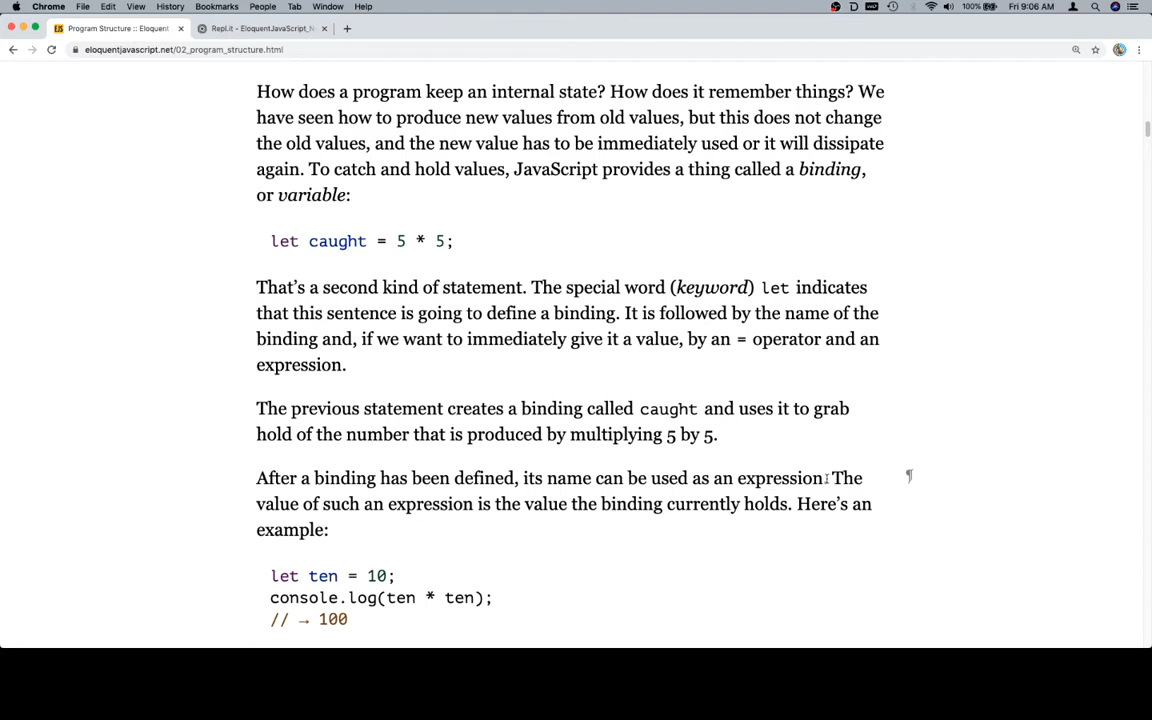 Chrome File Edit View History Bookmarks People Tab Window Help 100% Fri 9:06 AM
Program Structure :: Eloquent Repl.it - EloquentJavaScript_N
eloquentjavascript.net/02_program_structure.html
How does a program keep an internal state? How does it remember things? We
have seen how to produce new values from old values, but this does not change
the old values, and the new value has to be immediately used or it will dissipate
again. To catch and hold values, JavaScript provides a thing called a binding,
or variable:
let caught = 5 * 5;
That’s a second kind of statement. The special word (keyword) let indicates
that this sentence is going to define a binding. It is followed by the name of the
binding and, if we want to immediately give it a value, by an = operator and an
expression.
The previous statement creates a binding called caught and uses it to grab
hold of the number that is produced by multiplying 5 by 5.
After a binding has been defined, its name can be used as an expression. The ¶
value of such an expression is the value the binding currently holds. Here’s an
example:
let ten = 10;
console.log(ten * ten);
// → 100